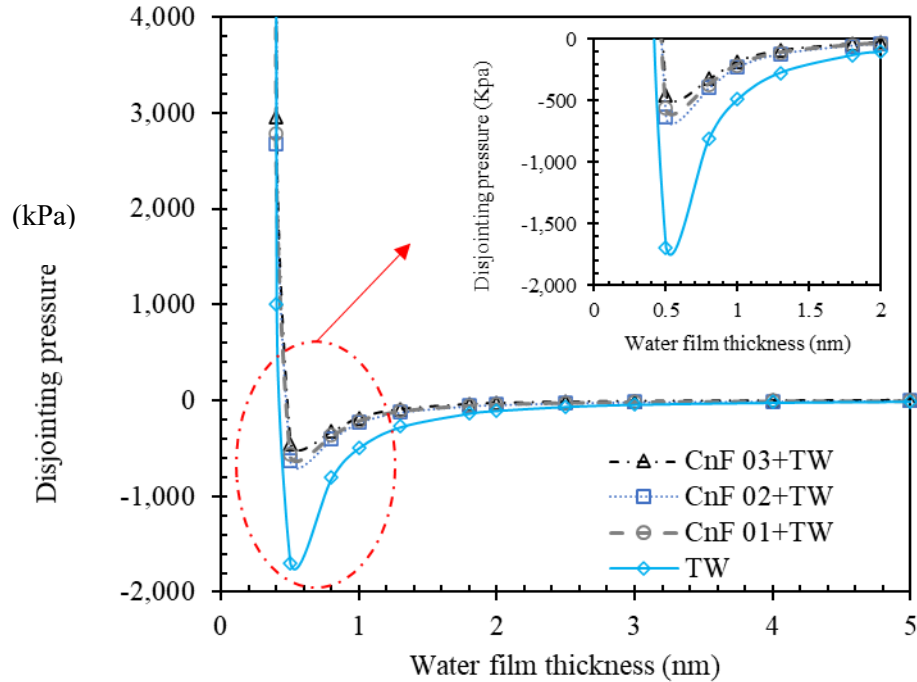 4,000
3,000
2,000
1,000
0
-1,000
-2,000
(kPa)
Disjointing pressure
0
1
2
3
4
5
Water film thickness (nm)
0
-500
-1,000
-1,500
-2,000
Disjointing pressure (Kpa)
0
0.5
1
1.5
2
Water film thickness (nm)
CnF 03+TW
CnF 02+TW
CnF 01+TW
TW